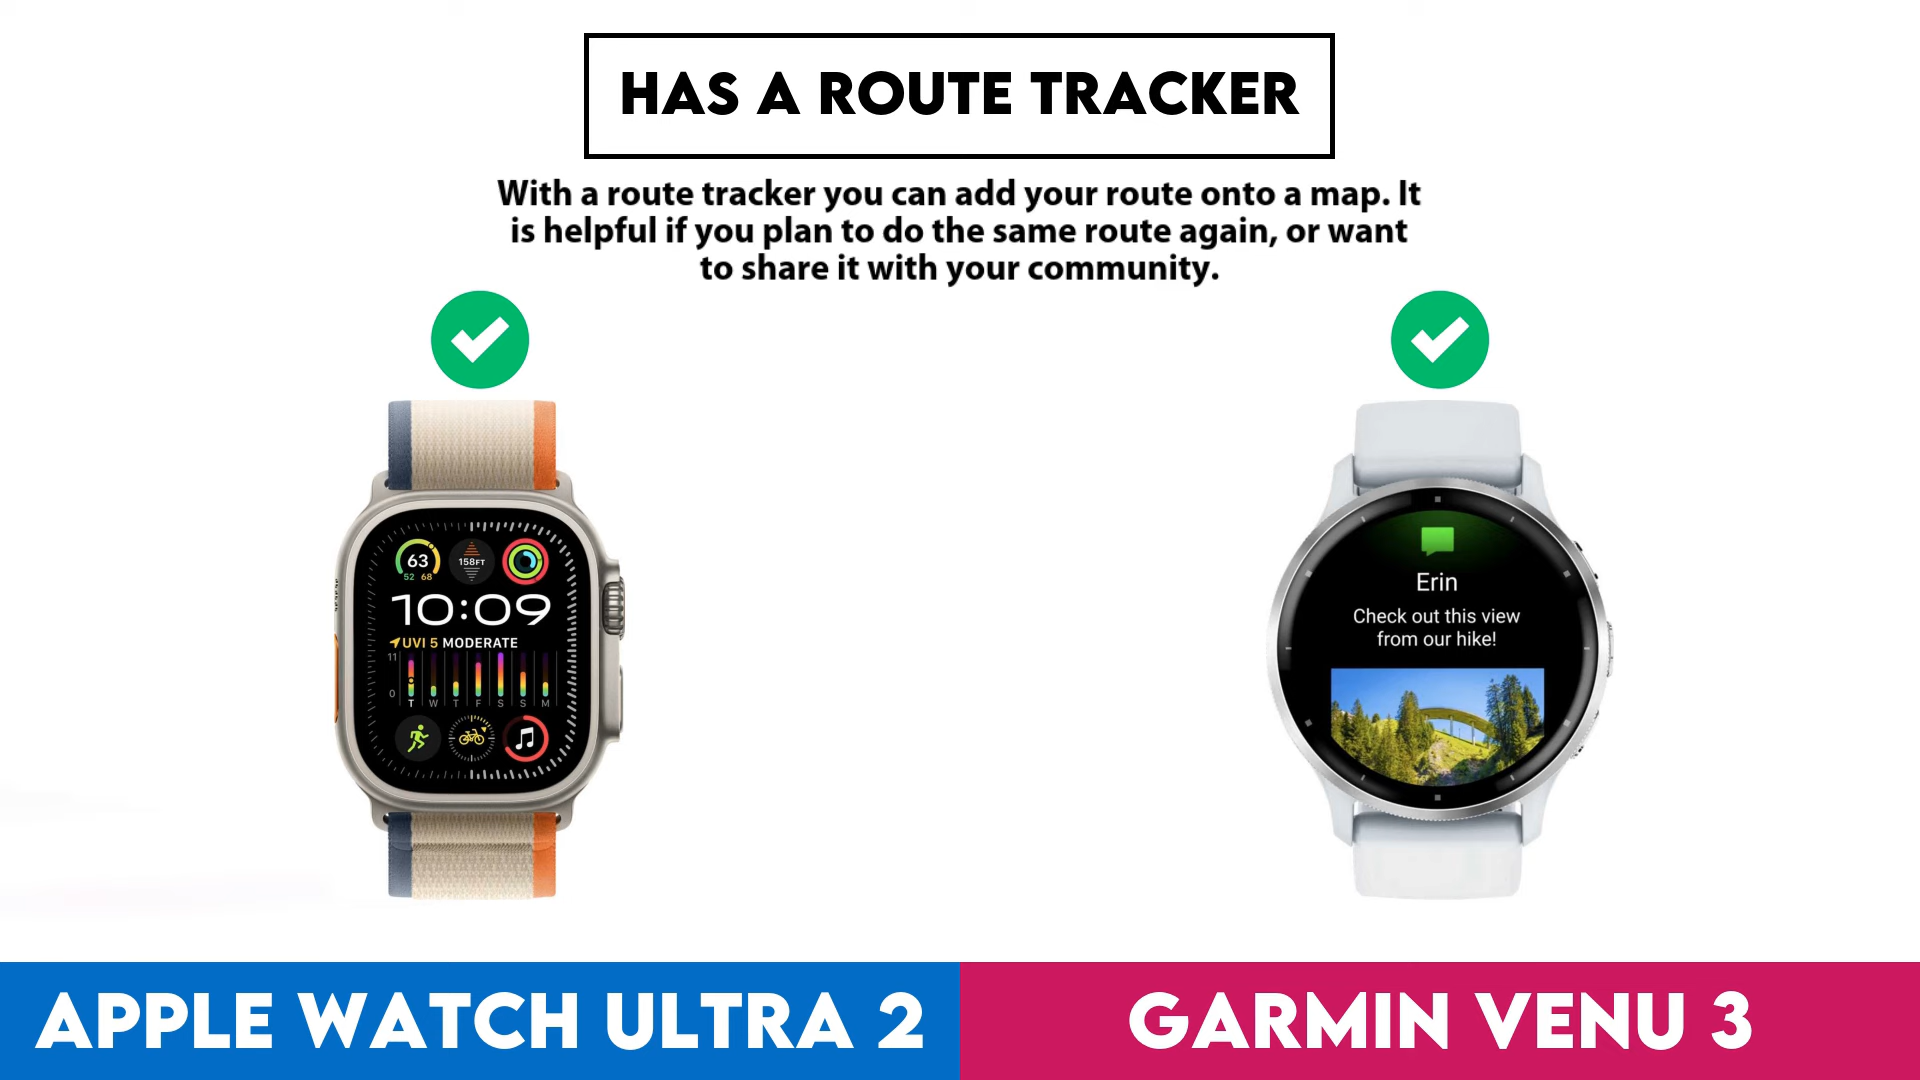 HAS A ROUTE TRACKER
With a route tracker you can add your route onto a map. It
is helpful if you plan to do the same route again, or want
to share it with your community.
63
52 68
158FT
10:09
UVI 5 MODERATE
11
0
T W T F S S M
Erin
Check out this view
from our hike!
APPLE WATCH ULTRA 2
GARMIN VENU 3